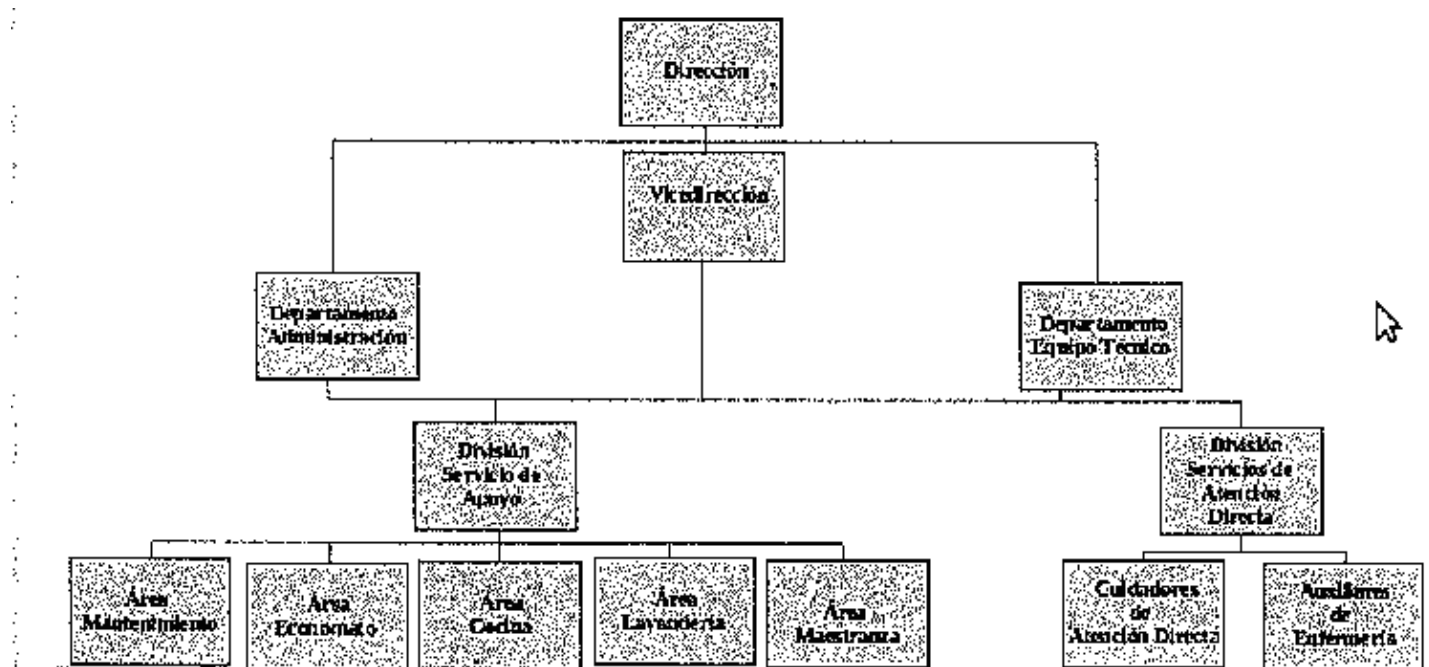 Dirección
Vicedirección
Departamento
Administración
Departamento
Equipo Técnico
División
Servicio de
Apoyo
División
Servicios de
Atención
Directa
Área
Mantenimiento
Área
Economato
Área
Cocina
Área
Lavandería
Área
Maestranza
Cuidadores
de
Atención Directa
Auxiliares
de
Enfermería